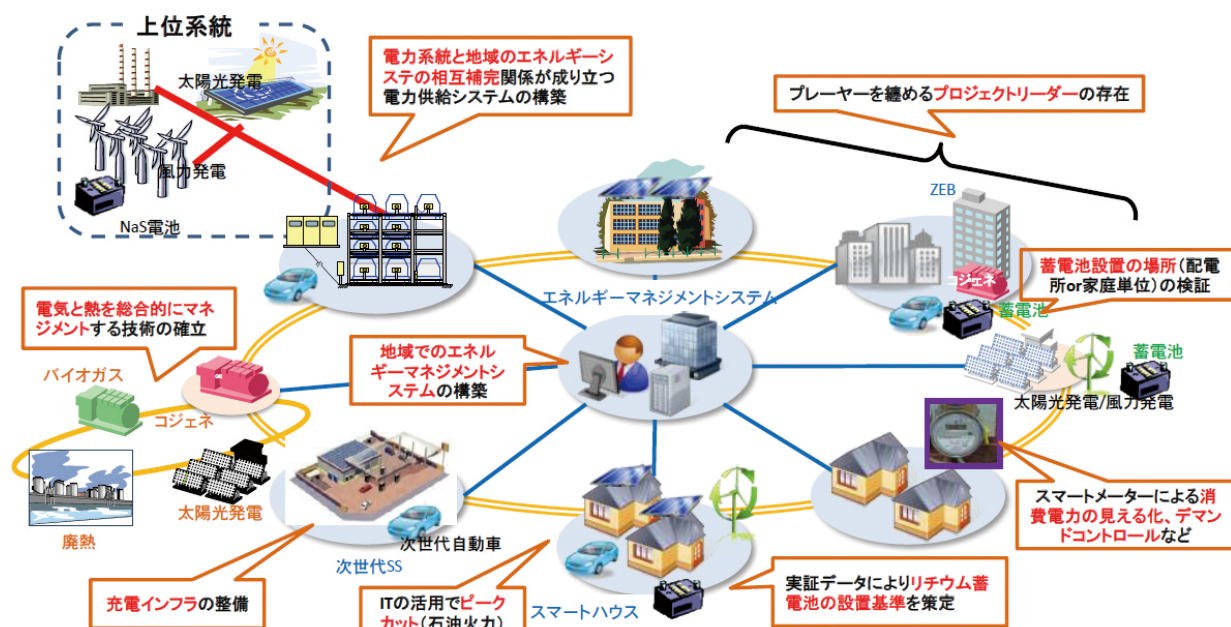 上位系統
太陽光発電
風力発電
NaS電池
電力系統と地域のエネルギーシ
ステの相互補完関係が成り立つ
電力供給システムの構築
プレーヤーを纏めるプロジェクトリーダーの存在
ZEB
コジェネ
蓄電池設置の場所(配電
所or家庭単位)の検証
蓄電池
エネルギーマネジメントシステム
電気と熱を総合的にマネ
ジメントする技術の確立
地域でのエネル
ギーマネジメントシ
ステムの構築
蓄電池
太陽光発電/風力発電
バイオガス
コジェネ
太陽光発電
廃熱
スマートメーターによる消
費電力の見える化、デマン
ドコントロールなど
次世代自動車
次世代SS
充電インフラの整備
ITの活用でピーク
カット(石油火力)
スマートハウス
実証データによりリチウム蓄
電池の設置基準を策定